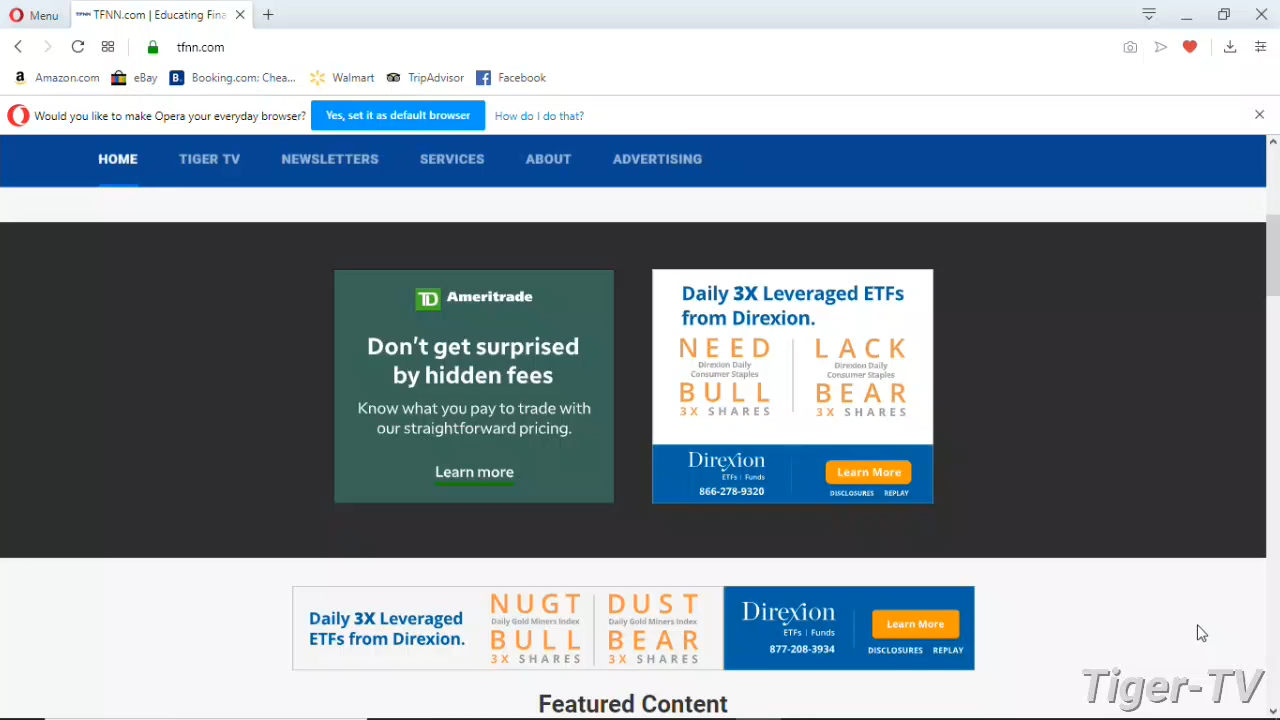 Menu
TFNN.com | Educating Fina
tfnn.com
Amazon.com
eBay
Booking.com: Chea...
Walmart
TripAdvisor
Facebook
Would you like to make Opera your everyday browser?
Yes, set it as default browser
How do I do that?
HOME
TIGER TV
NEWSLETTERS
SERVICES
ABOUT
ADVERTISING
TD Ameritrade
Don't get surprised
by hidden fees
Know what you pay to trade with
our straightforward pricing.
Learn more
Daily 3X Leveraged ETFs
from Direxion.
NEED
Direxion Daily
Consumer Staples
BULL
3X SHARES
LACK
Direxion Daily
Consumer Staples
BEAR
3X SHARES
Direxion
ETFs | Funds
866-278-9320
Learn More
DISCLOSURES REPLAY
Daily 3X Leveraged
ETFs from Direxion.
NUGT
Daily Gold Miners Index
BULL
3X SHARES
DUST
Daily Gold Miners Index
BEAR
3X SHARES
Direxion
ETFs | Funds
877-208-3934
Learn More
DISCLOSURES REPLAY
Tiger-TV
Featured Content